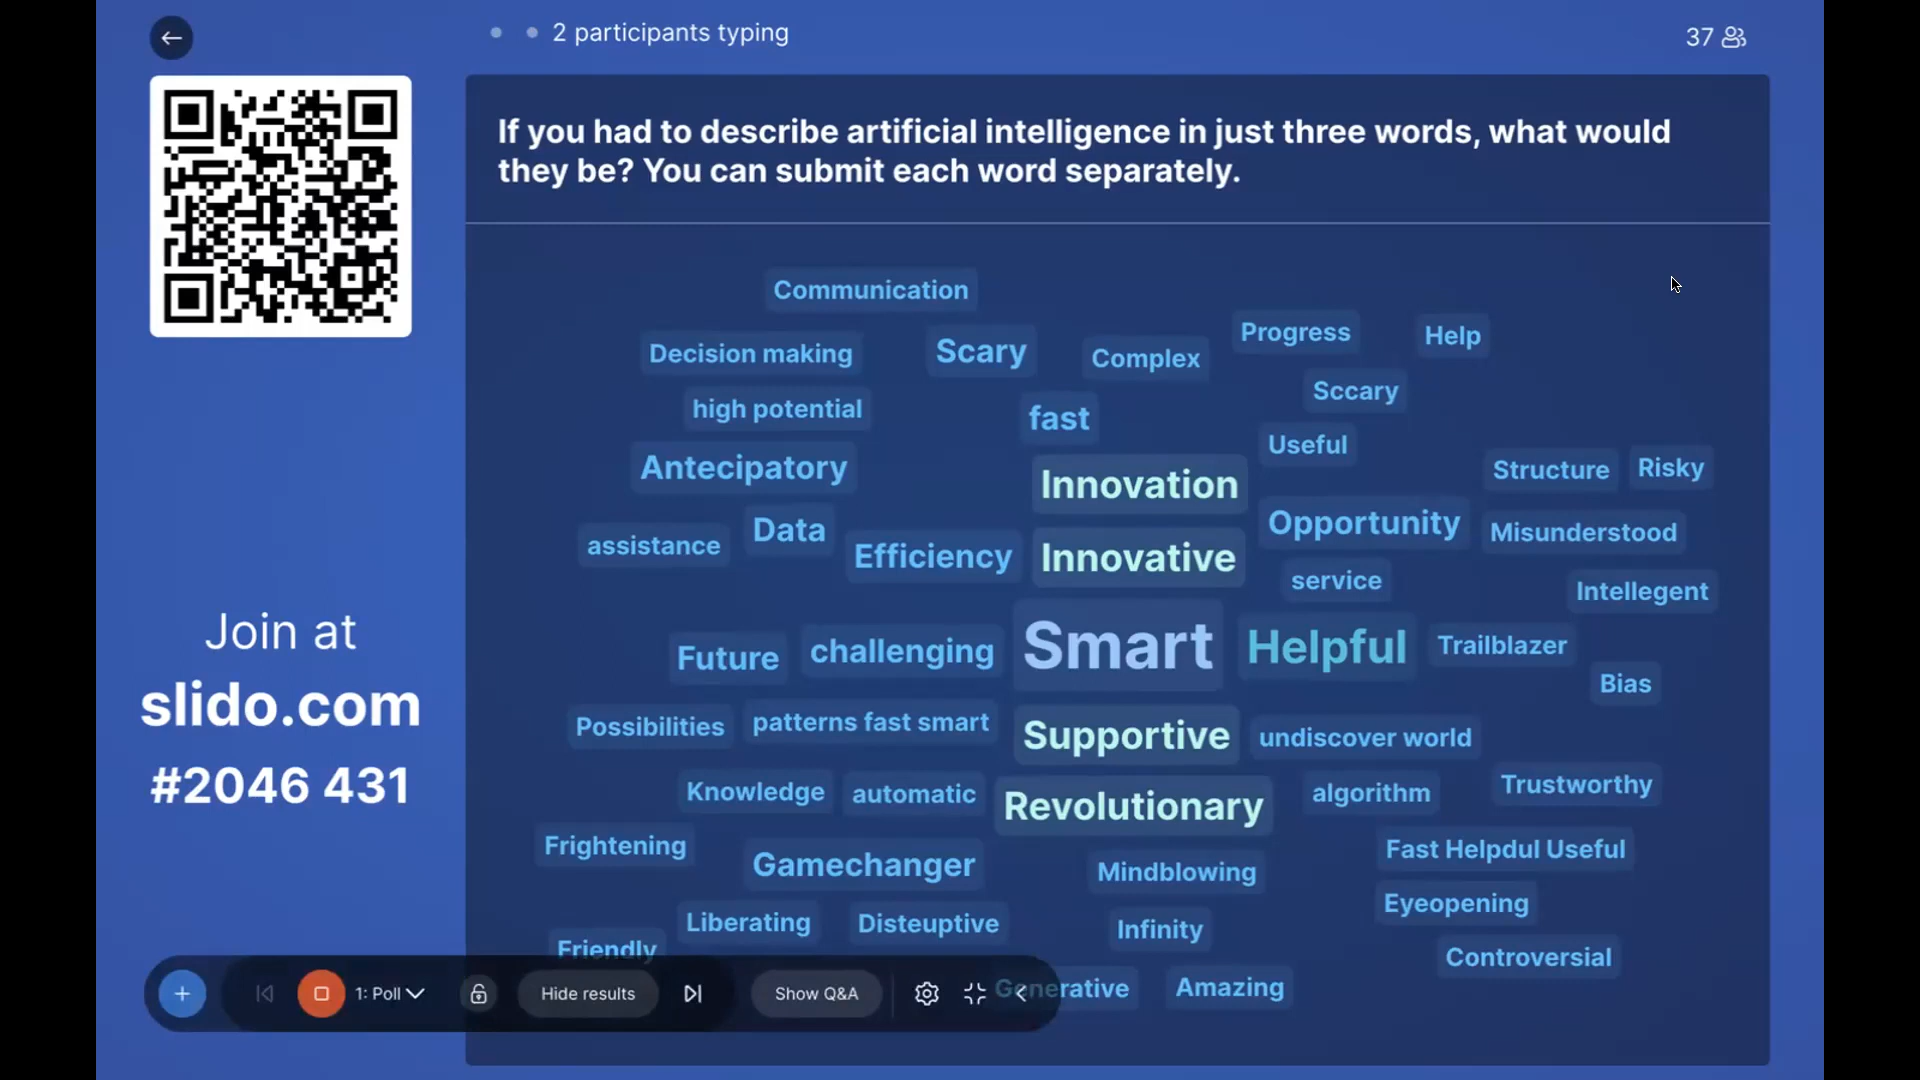 2 participants typing
37
If you had to describe artificial intelligence in just three words, what would
they be? You can submit each word separately.
Join at
slido.com
#2046 431
Communication
Progress
Help
Decision making
Scary
Complex
Sccary
high potential
fast
Useful
Antecipatory
Innovation
Structure
Risky
assistance
Data
Efficiency
Innovative
Opportunity
Misunderstood
service
Intellegent
Future
challenging
Smart
Helpful
Trailblazer
Bias
Possibilities
patterns fast smart
Supportive
undiscover world
Knowledge
automatic
Revolutionary
algorithm
Trustworthy
Frightening
Gamechanger
Mindblowing
Fast Helpdul Useful
Eyeopening
Liberating
Disteuptive
Infinity
Friendly
Controversial
Generative
Amazing
1: Poll
Hide results
Show Q&A